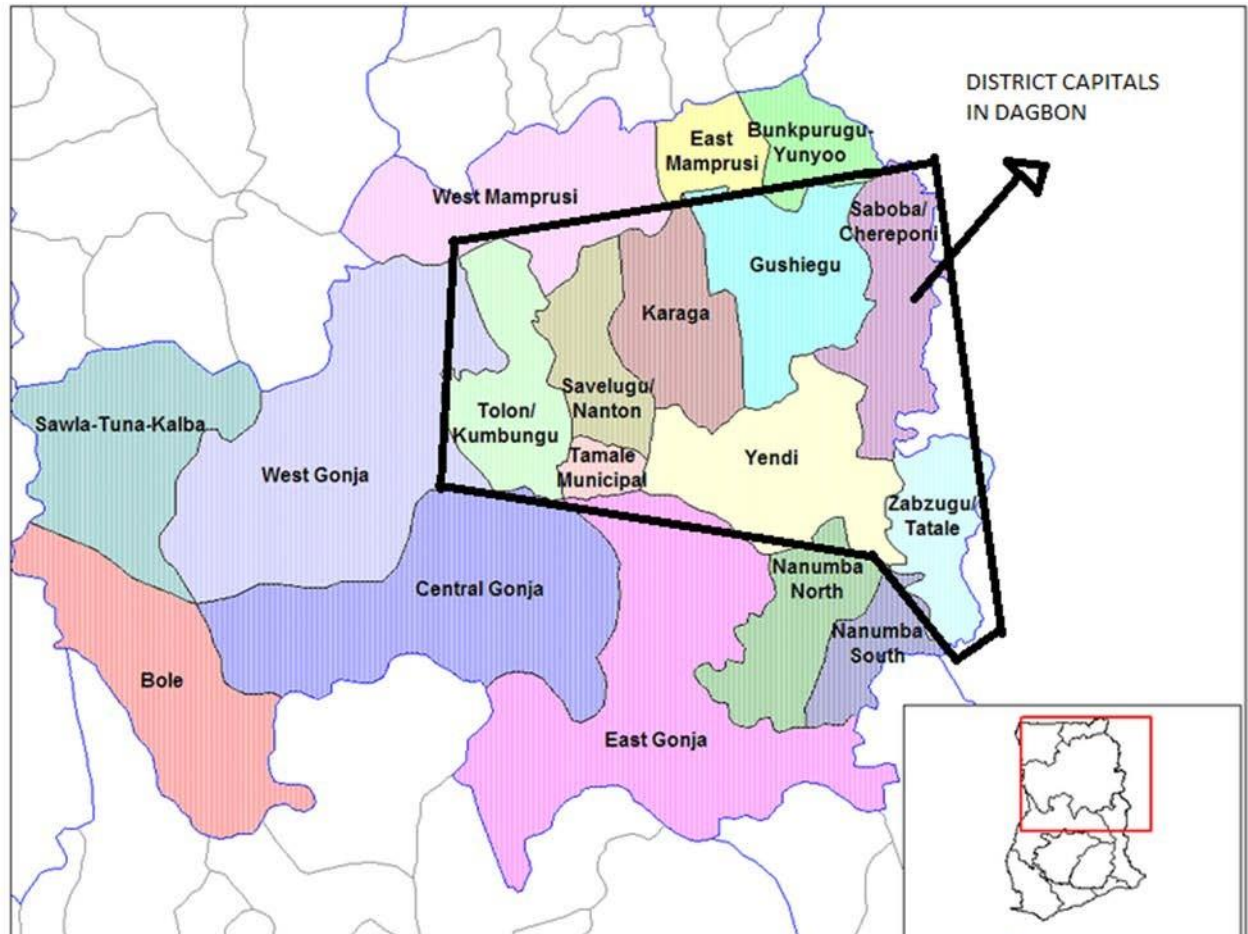 DISTRICT CAPITALS
IN DAGBON
East
Mamprusi
Bunkpurugu-
Yunyoo
West Mamprusi
Saboba/
Chereponi
Gushiegu
Karaga
Savelugu/
Nanton
Tolon/
Kumbungu
Sawla-Tuna-Kalba
West Gonja
Tamale
Municipal
Yendi
Zabzugu/
Tatale
Central Gonja
Nanumba
North
Nanumba
South
Bole
East Gonja